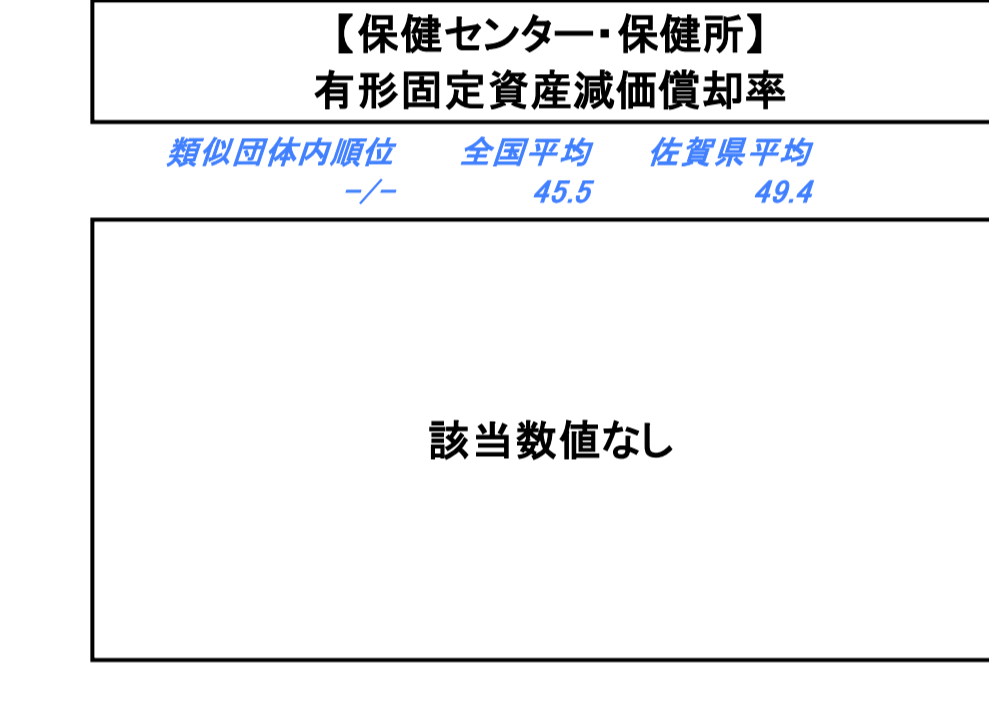 【保健センター・保健所】
有形固定資産減価償却率
類似団体内順位 全国平均 佐賀県平均
-/- 45.5 49.4
該当数値なし